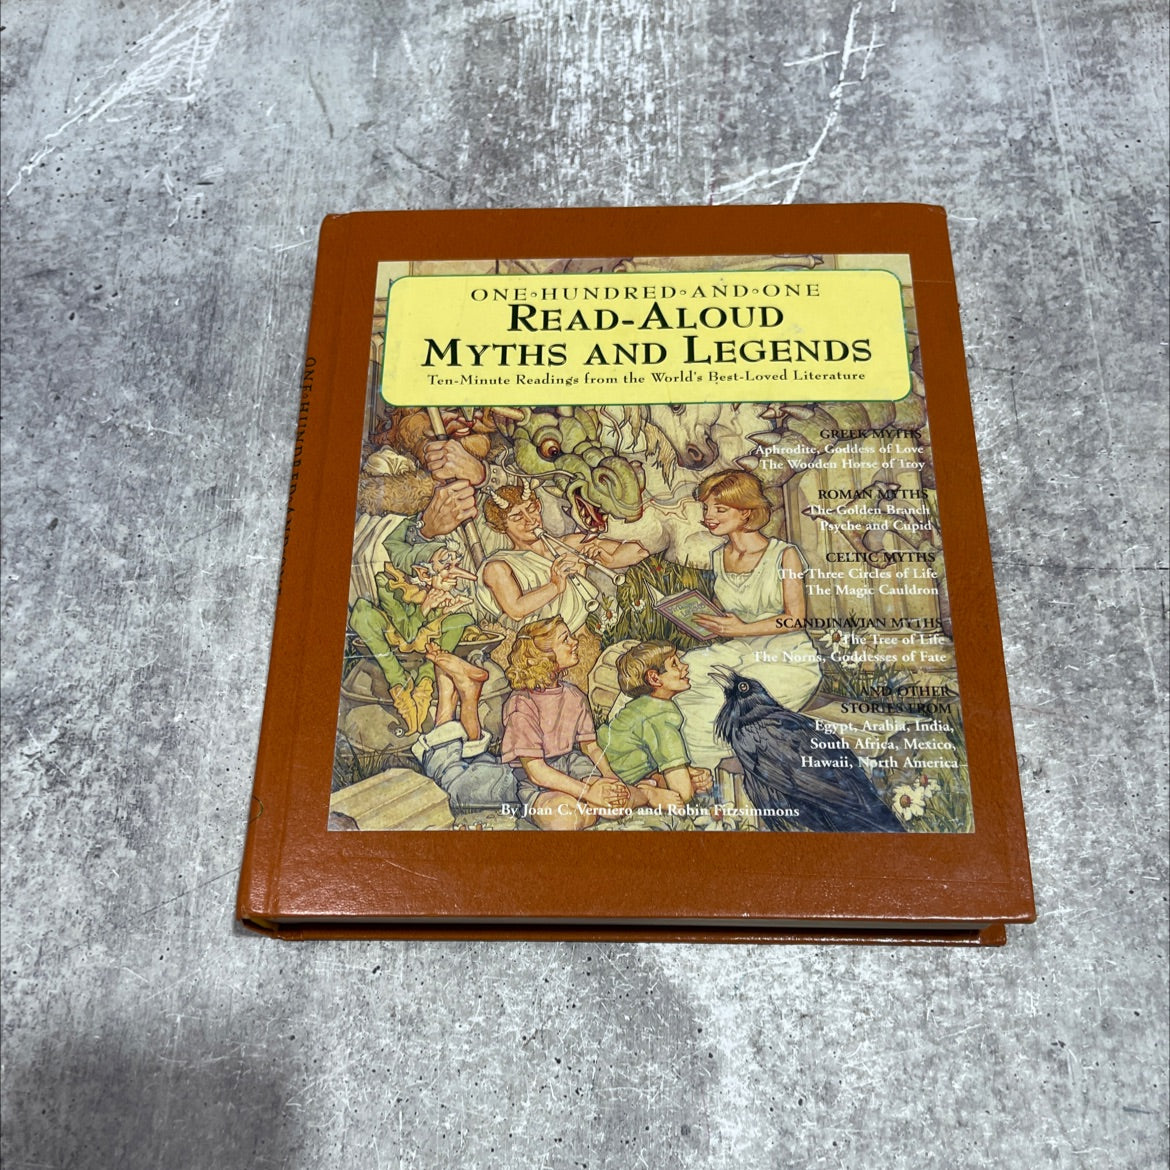 ONE•HUNDRED•AND•ONE
READ-ALOUD
MYTHS AND LEGENDS
Ten-Minute Readings from the World's Best-Loved Literature
GREEK MYTHS
Aphrodite, Goddess of Love
The Wooden Horse of Troy
ROMAN MYTHS
The Golden Branch
Psyche and Cupid
CELTIC MYTHS
The Three Circles of Life
The Magic Cauldron
SCANDINAVIAN MYTHS
The Tree of Life
The Norns, Goddesses of Fate
AND OTHER
STORIES FROM
Egypt, Arabia, India,
South Africa, Mexico,
Hawaii, North America
By Joan C. Verniero and Robin Fitzsimmons
ONE•HUNDRED•AND•ONE